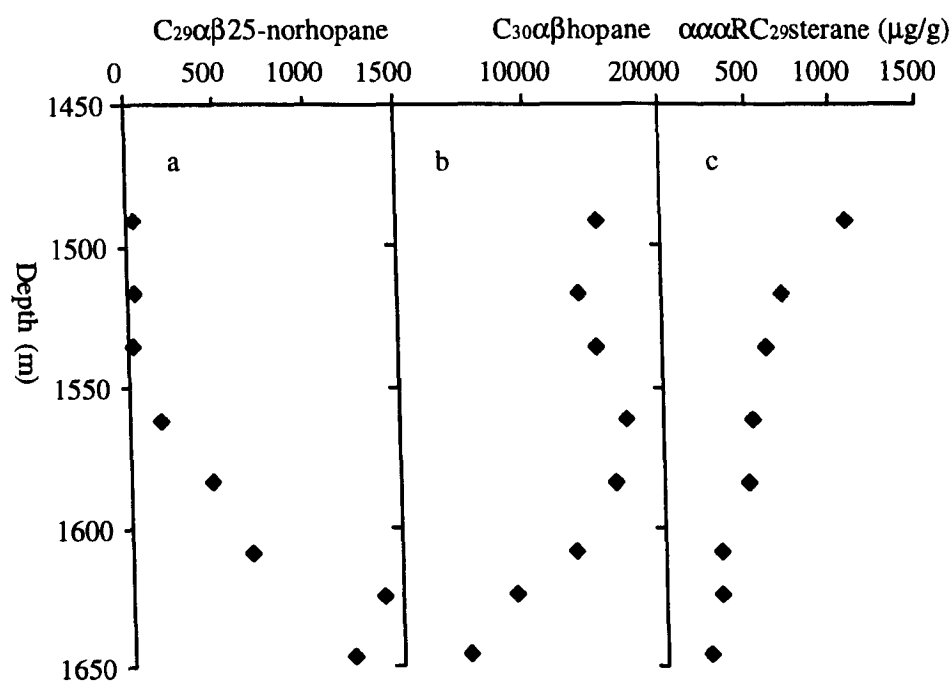 C₂₉αβ25-norhopane C₃₀αβhopane αααRC₂₉sterane (μg/g)
0 500 1000 1500 10000 20000 500 1000 1500
1450
a b c
1500
1550
1600
1650
Depth (m)